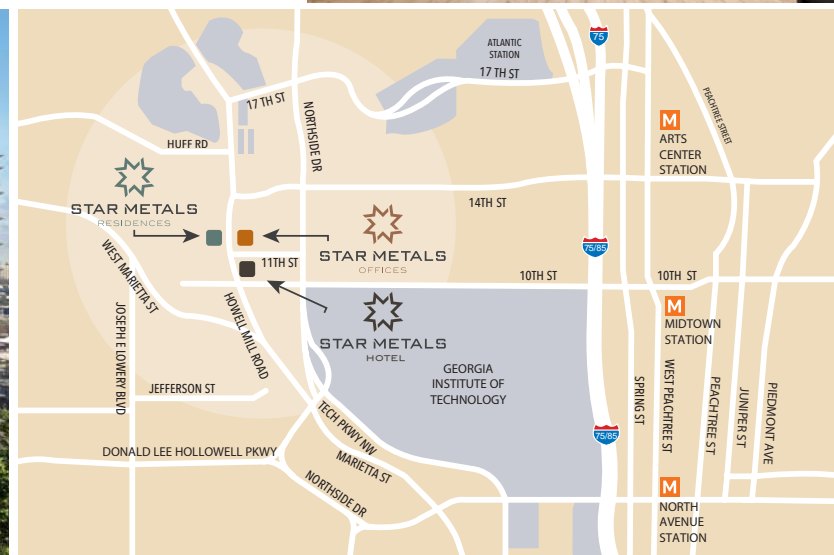 75
ATLANTIC
STATION
17 TH ST
17 TH ST
NORTHSIDE DR
PEACHTREE STREET
M
ARTS
CENTER
STATION
HUFF RD
STAR METALS
RESIDENCES
14TH ST
STAR METALS
OFFICES
75/85
11TH ST
10TH ST
10TH ST
WEST MARIETTA ST
HOWELL MILL ROAD
JOSEPH E LOWERY BLVD
STAR METALS
HOTEL
M
MIDTOWN
STATION
GEORGIA
INSTITUTE OF
TECHNOLOGY
JEFFERSON ST
SPRING ST
WEST PEACHTREE ST
PEACHTREE ST
JUNIPER ST
PIEDMONT AVE
TECH PKWY NW
75/85
DONALD LEE HOLLOWELL PKWY
MARIETTA ST
NORTHSIDE DR
M
NORTH
AVENUE
STATION